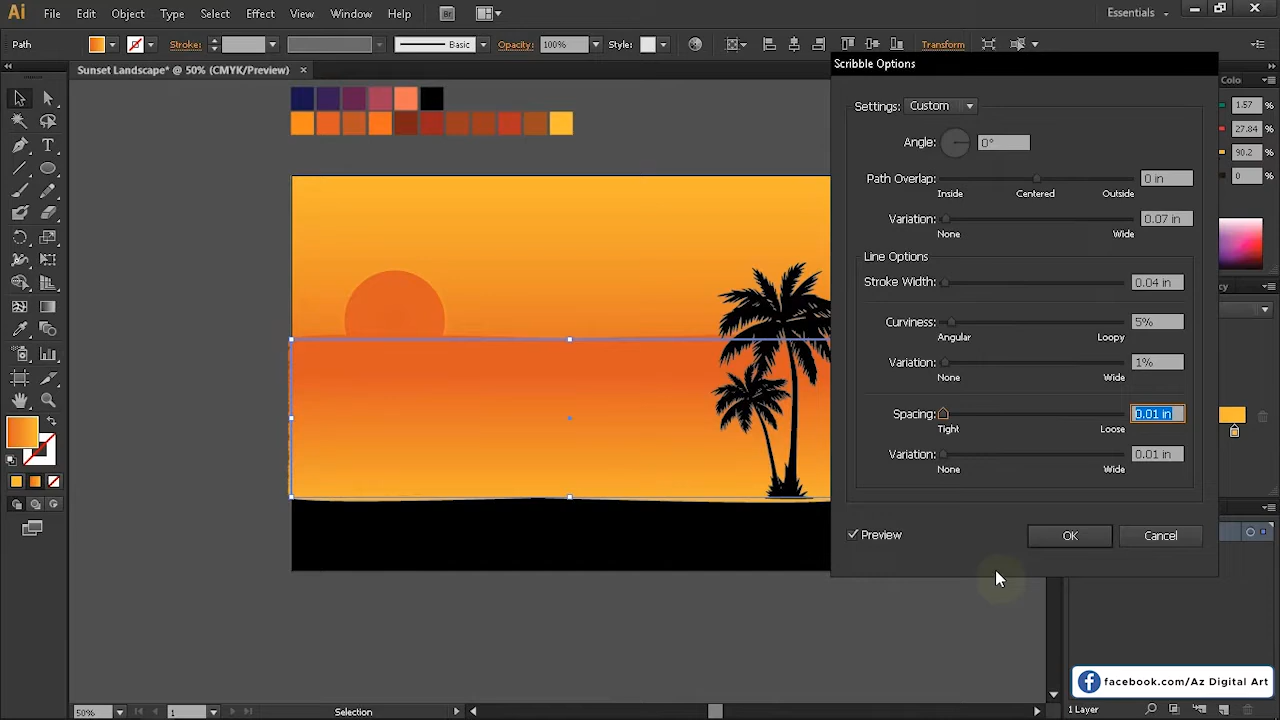 Ai File Edit Object Type Select Effect View Window Help Br Essentials
Path Stroke: Basic Opacity: 100% Style: Transform
Sunset Landscape* @ 50% (CMYK/Preview)
Scribble Options
Colo
Settings: Custom
1.57
27.84
90.2
0
Angle: 0°
Path Overlap: 0 in
Inside Centered Outside
Variation: 0.07 in
None Wide
Line Options
Stroke Width: 0.04 in
Curviness: 5%
Angular Loopy
Variation: 1%
None Wide
Spacing: 0.01 in
Tight Loose
Variation: 0.01 in
None Wide
Preview OK Cancel
facebook.com/Az Digital Art
50% 1 Selection 1 Layer